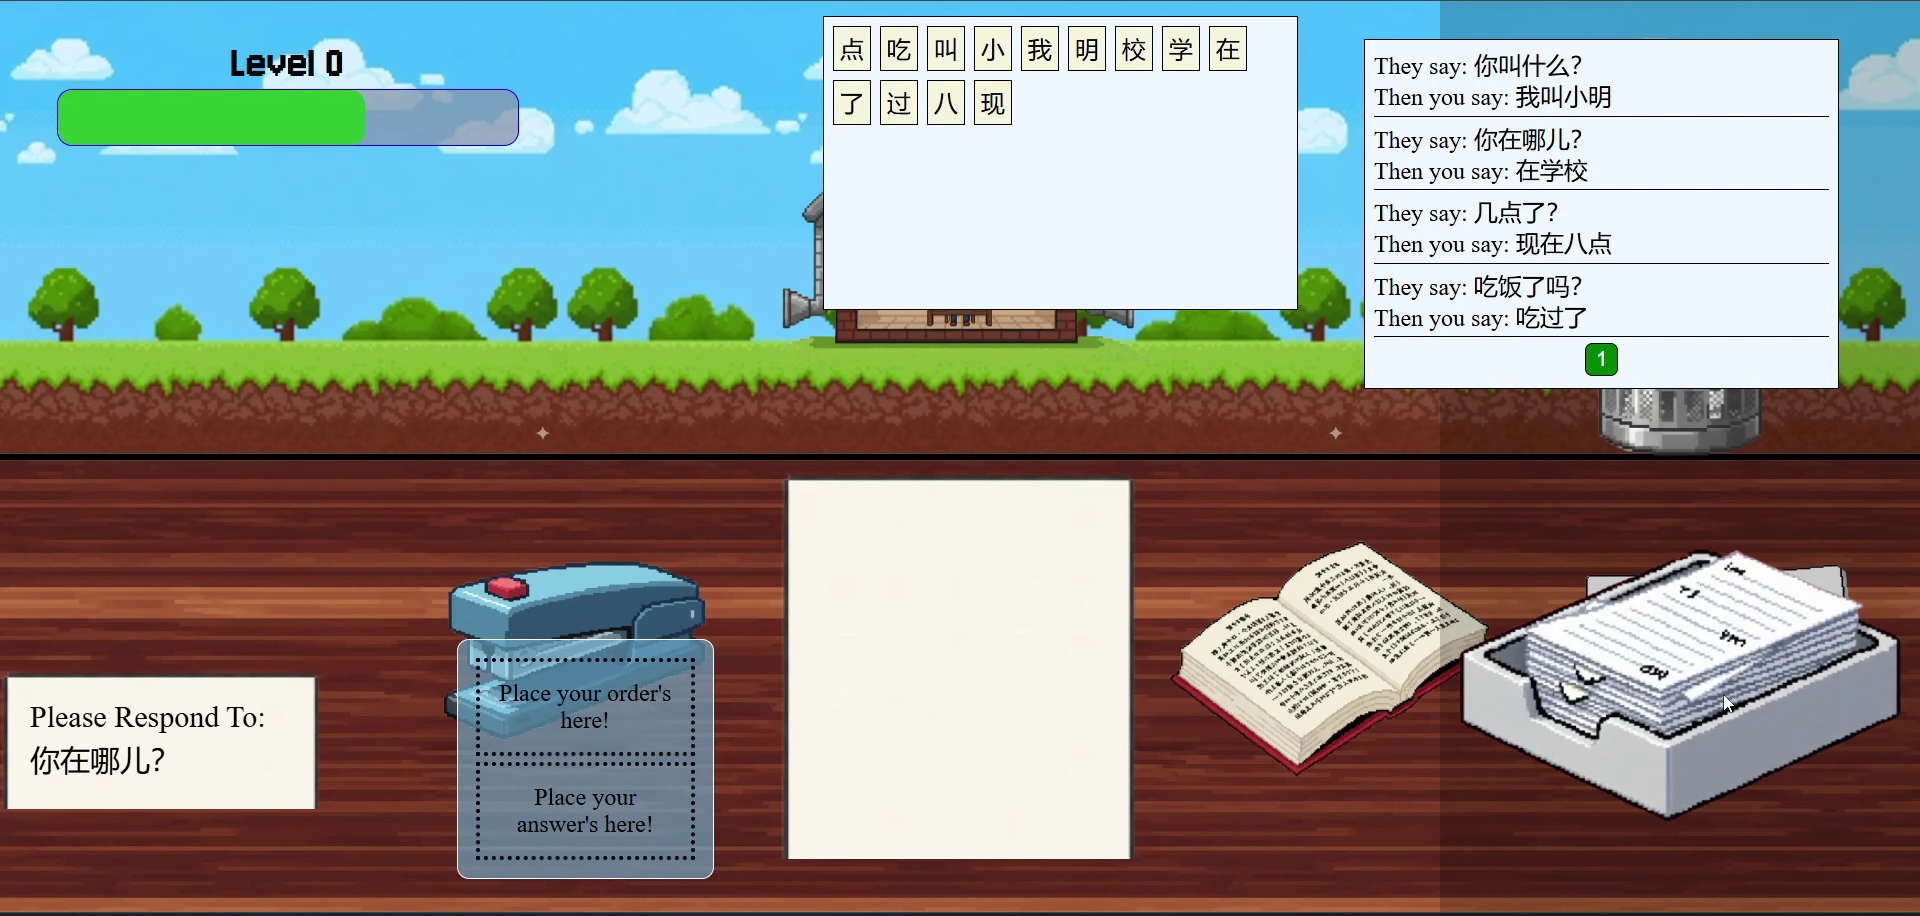 Level 0
点吃叫小我明校学在
了过八现
They say: 你叫什么?
Then you say: 我叫小明
They say: 你在哪儿?
Then you say: 在学校
They say: 几点了?
Then you say: 现在八点
They say: 吃饭了吗?
Then you say: 吃过了
1
Please Respond To:
你在哪儿?
Place your order's
here!
Place your
answer's here!